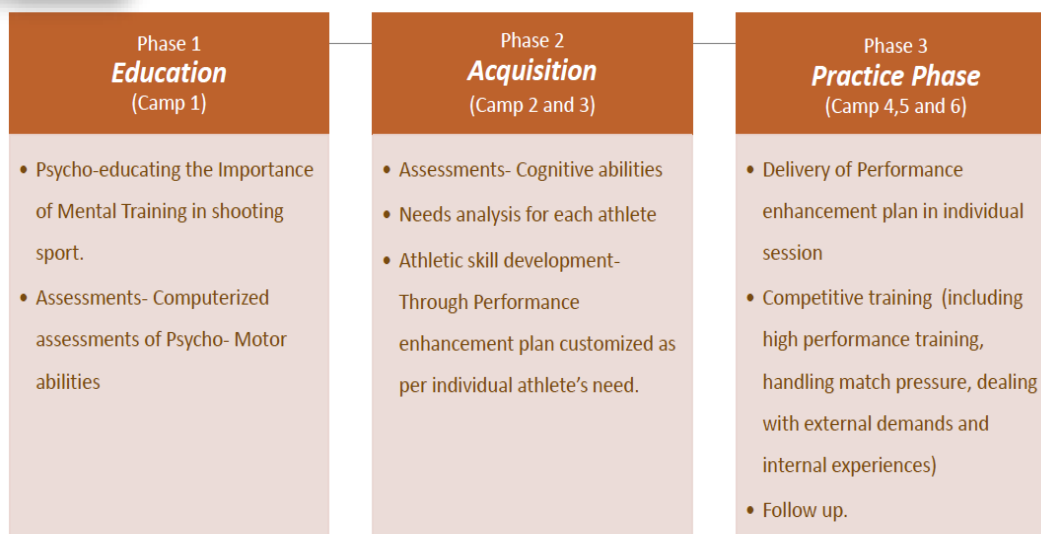 Phase 1
Education
(Camp 1)
• Psycho-educating the Importance
of Mental Training in shooting
sport.
• Assessments- Computerized
assessments of Psycho- Motor
abilities
Phase 2
Acquisition
(Camp 2 and 3)
• Assessments- Cognitive abilities
• Needs analysis for each athlete
• Athletic skill development-
Through Performance
enhancement plan customized as
per individual athlete’s need.
Phase 3
Practice Phase
(Camp 4,5 and 6)
• Delivery of Performance
enhancement plan in individual
session
• Competitive training (including
high performance training,
handling match pressure, dealing
with external demands and
internal experiences)
• Follow up.